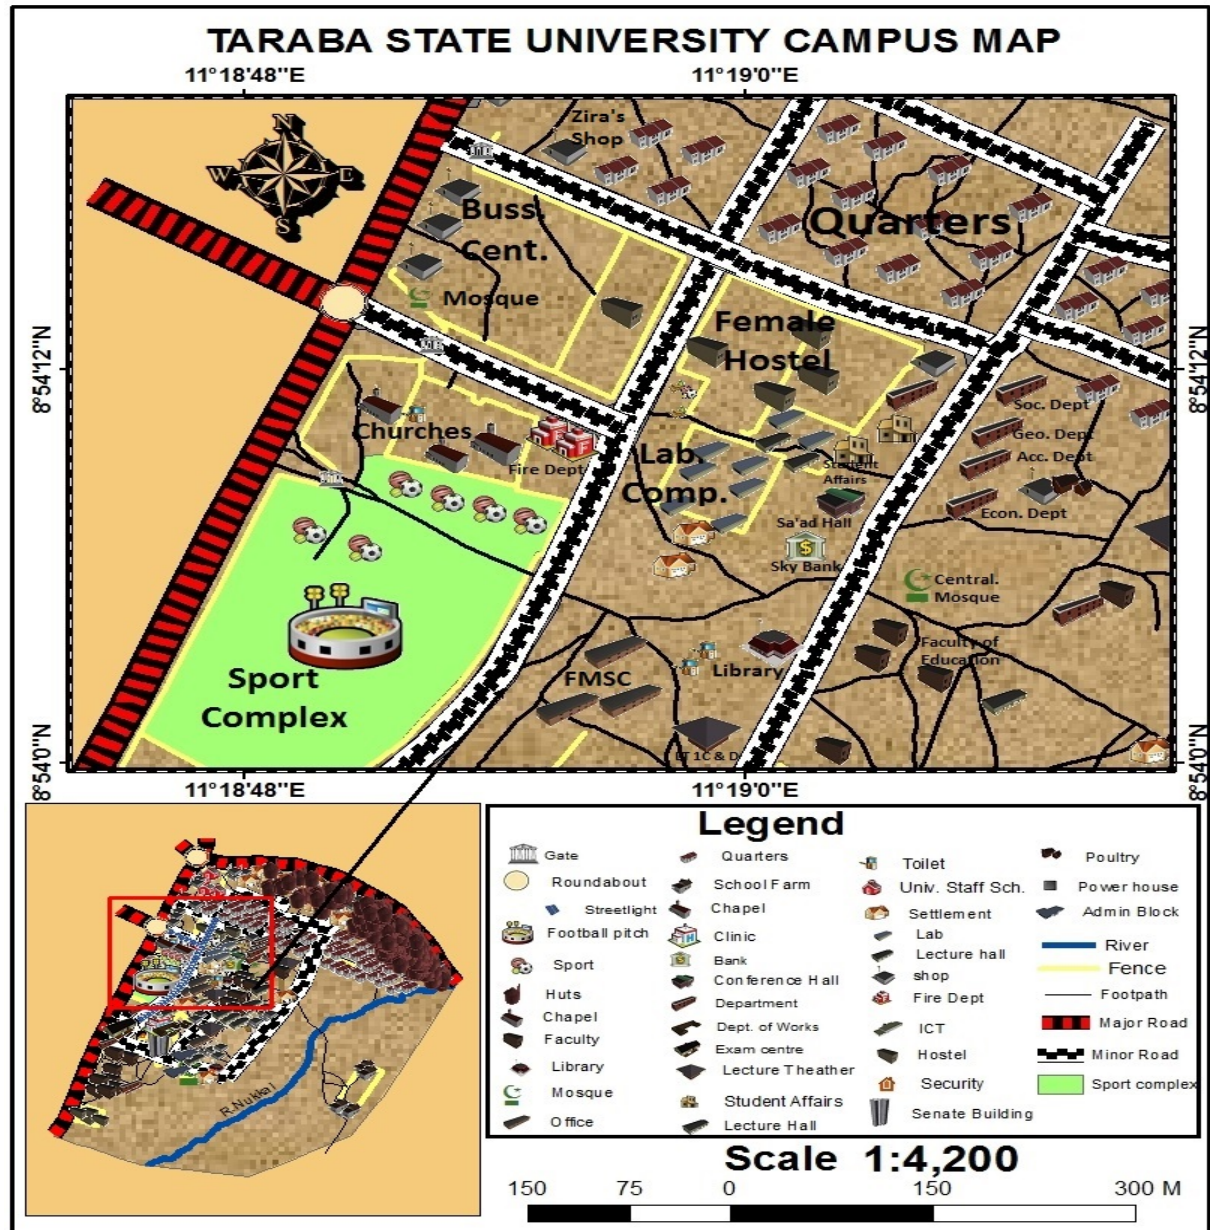 TARABA STATE UNIVERSITY CAMPUS MAP
11°18'48"E
11°19'0"E
N
W
E
S
Zira's
Shop
Buss.
Cent.
Quarters
Mosque
Female
Hostel
8°54'12"N
8°54'12"N
Soc. Dept
Churches
Geo. Dept
Lab.
Comp.
Acc. Dept
Fire Dept
Student
Affairs
Econ. Dept
Sa'ad Hall
Sky Bank
Central.
Mosque
Faculty of
Education
Sport
Complex
FMSC
Library
LT 1C & D
8°54'0"N
8°54'0"N
11°18'48"E
11°19'0"E
R.Nukkai
Legend
Gate
Roundabout
Streetlight
Football pitch
Sport
Huts
Chapel
Faculty
Library
Mosque
Office
Quarters
School Farm
Chapel
Clinic
Bank
Conference Hall
Department
Dept. of Works
Exam centre
Lecture Theather
Student Affairs
Lecture Hall
Toilet
Univ. Staff Sch.
Settlement
Lab
Lecture hall
shop
Fire Dept
ICT
Hostel
Security
Senate Building
Poultry
Power house
Admin Block
River
Fence
Footpath
Major Road
Minor Road
Sport complex
Scale 1:4,200
150 75 0 150 300 M